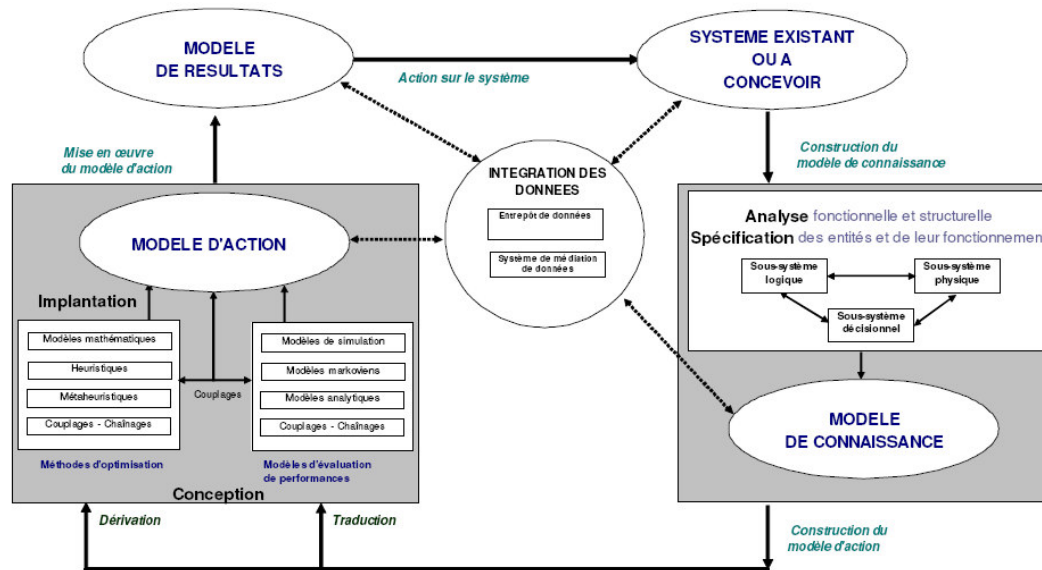 MODELE
DE RESULTATS
Action sur le système
SYSTEME EXISTANT
OU A
CONCEVOIR
Mise en œuvre
du modèle d'action
Construction du
modèle de connaissance
INTEGRATION DES
DONNEES
Entrepôt de données
Système de médiation
de données
MODELE D'ACTION
Implantation
Modèles mathématiques
Heuristiques
Métaheuristiques
Couplages - Chaînages
Couplages
Modèles de simulation
Modèles markoviens
Modèles analytiques
Couplages - Chaînages
Méthodes d'optimisation
Modèles d'évaluation
de performances
Conception
Analyse fonctionnelle et structurelle
Spécification des entités et de leur fonctionnemen
Sous-système
logique
Sous-système
physique
Sous-système
décisionnel
MODELE
DE CONNAISSANCE
Dérivation
Traduction
Construction du
modèle d'action